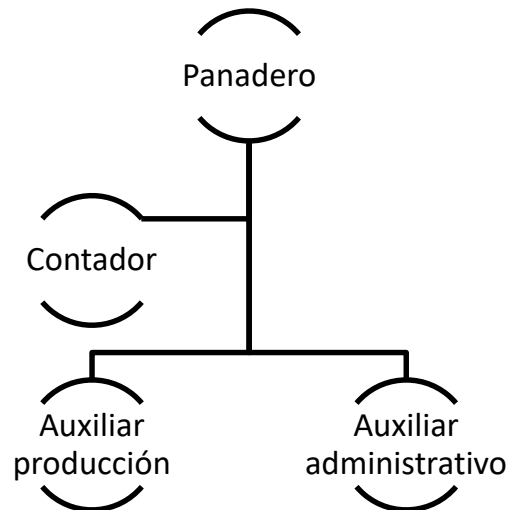 Panadero
Contador
Auxiliar
producción
Auxiliar
administrativo